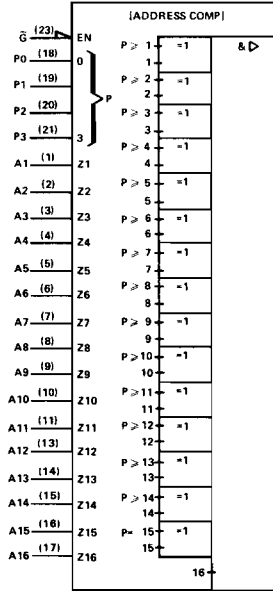 [ADDRESS COMP]
G̅ (23) EN
P0 (18) 0
P1 (19)
P2 (20)
P3 (21) 3
P
A1 (1) Z1
A2 (2) Z2
A3 (3) Z3
A4 (4) Z4
A5 (5) Z5
A6 (6) Z6
A7 (7) Z7
A8 (8) Z8
A9 (9) Z9
A10 (10) Z10
A11 (11) Z11
A12 (13) Z12
A13 (14) Z13
A14 (15) Z14
A15 (16) Z15
A16 (17) Z16
P ⩾ 1 =1
1
P ⩾ 2 =1
2
P ⩾ 3 =1
3
P ⩾ 4 =1
4
P ⩾ 5 =1
5
P ⩾ 6 =1
6
P ⩾ 7 =1
7
P ⩾ 8 =1
8
P ⩾ 9 =1
9
P ⩾ 10 =1
10
P ⩾ 11 =1
11
P ⩾ 12 =1
12
P ⩾ 13 =1
13
P ⩾ 14 =1
14
P= 15 =1
15
16
& ▷